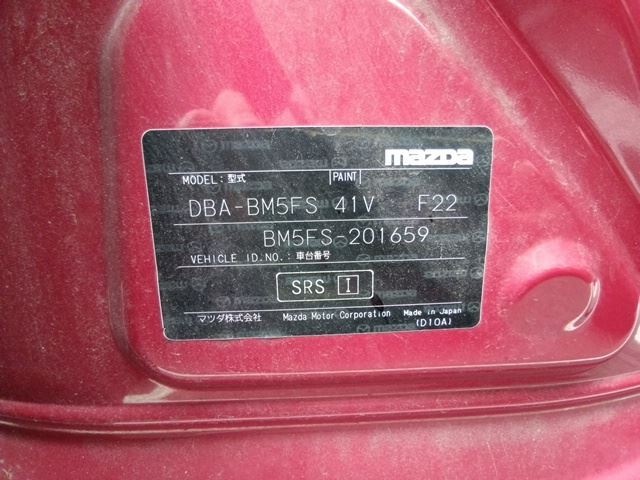 mazda
MODEL: 型式 PAINT
DBA-BM5FS 41V F22
BM5FS-201659
VEHICLE ID.NO.: 車台番号
SRS I
マツダ株式会社 Mazda Motor Corporation Made in Japan
(D10A)